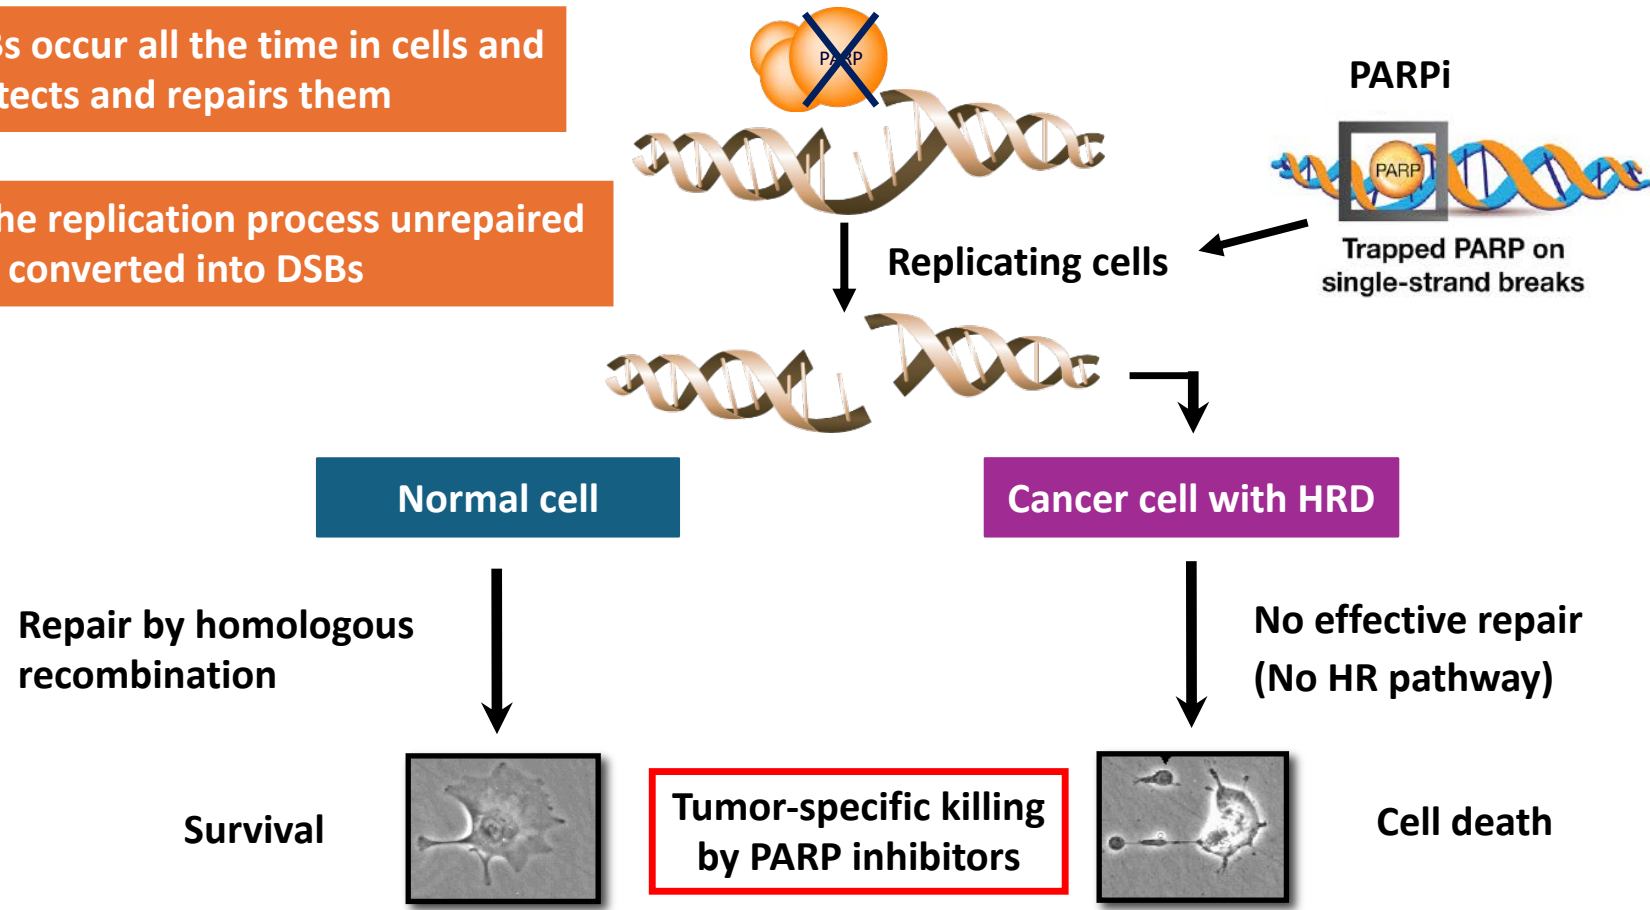 s occur all the time in cells and
tects and repairs them
he replication process unrepaired
converted into DSBs
PARP
PARPi
PARP
Trapped PARP on
single-strand breaks
Replicating cells
Normal cell
Cancer cell with HRD
Repair by homologous
recombination
No effective repair
(No HR pathway)
Survival
Tumor-specific killing
by PARP inhibitors
Cell death